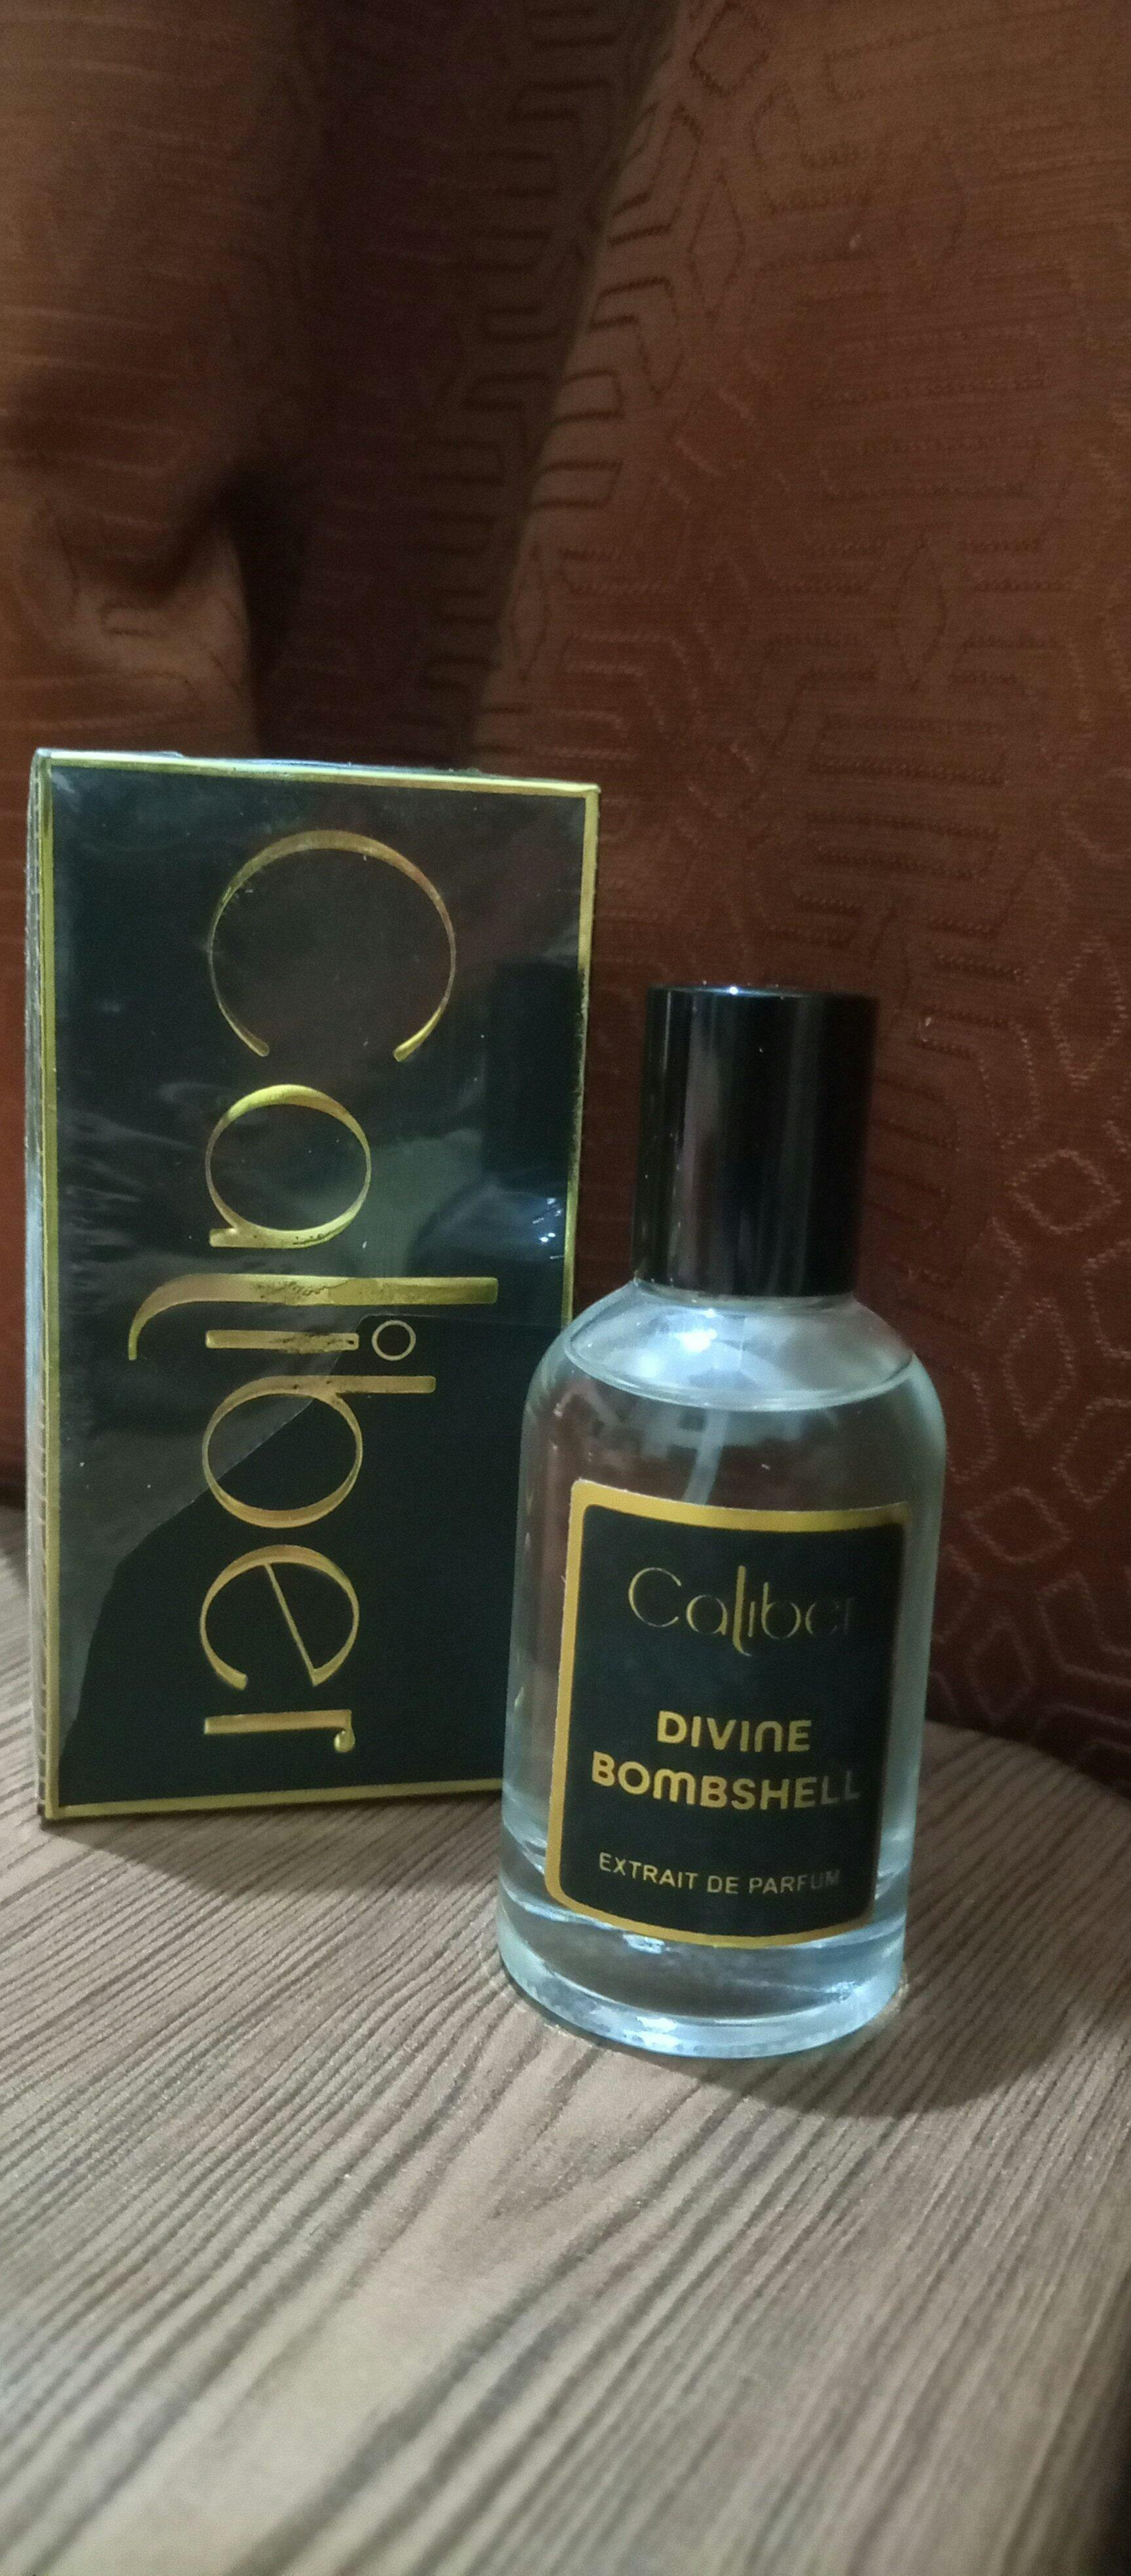 Caliber
Caliber
DIVINE
BOMBSHELL
EXTRAIT DE PARFUM